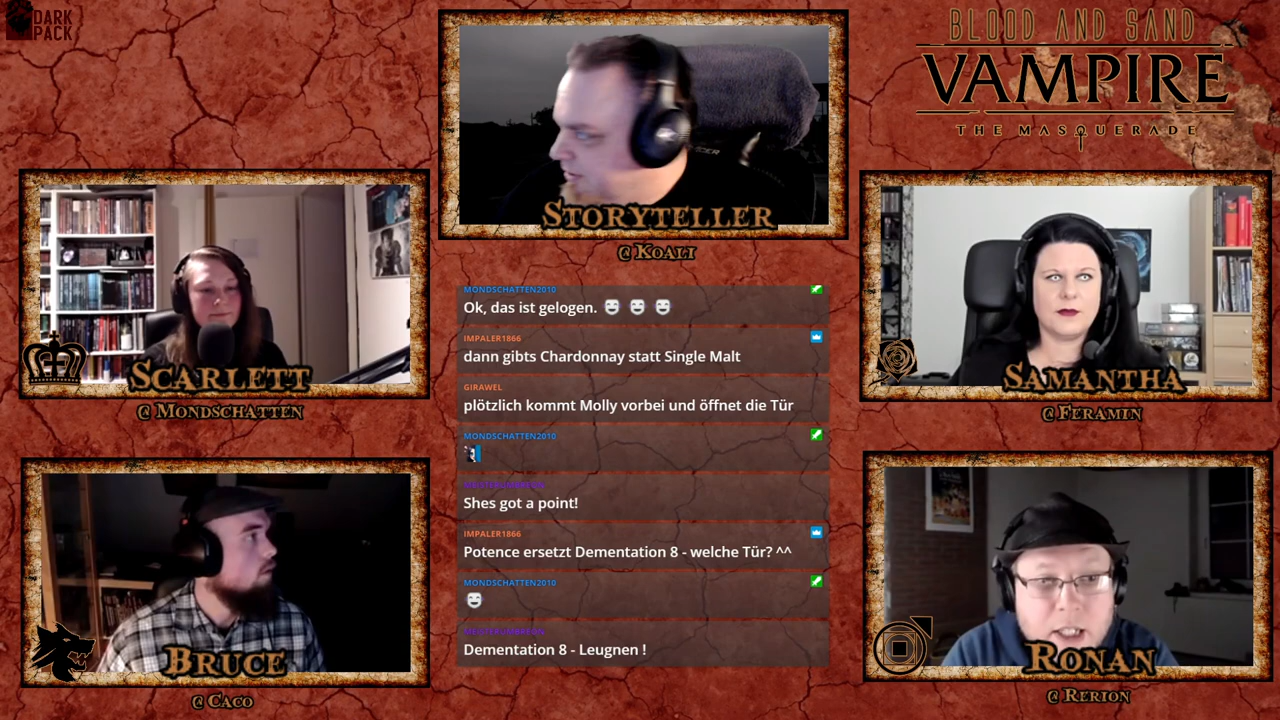 DARK
PACK
BLOOD AND SAND
VAMPIRE
THE MASQUERADE
STORYTELLER
@ KOALI
SCARLETT
@ MONDSCHATTEN
SAMANTHA
@ FERAMIN
MONDSCHATTEN2010
Ok, das ist gelogen.
IMPALER1866
dann gibts Chardonnay statt Single Malt
GIRAWEL
plötzlich kommt Molly vorbei und öffnet die Tür
MONDSCHATTEN2010
Shes got a point!
IMPALER1866
Potence ersetzt Dementation 8 - welche Tür? ^^
MONDSCHATTEN2010
Dementation 8 - Leugnen !
BRUCE
@ CACO
RONAN
@ RERION